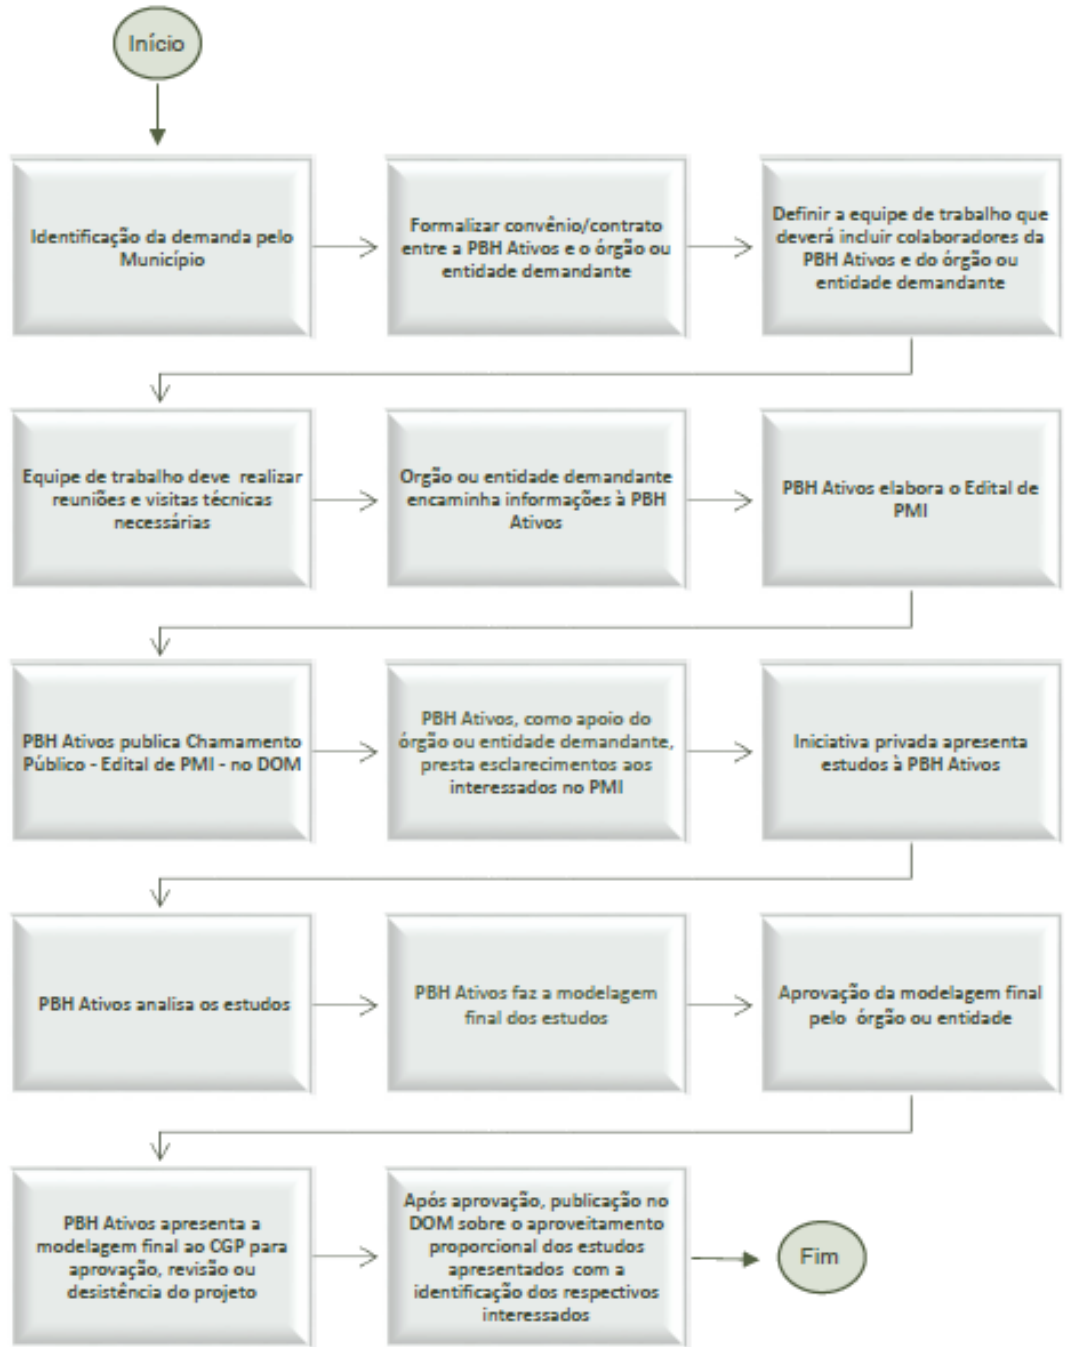 Início
Identificação da demanda pelo
Município
Formalizar convênio/contrato
entre a PBH Ativos e o órgão ou
entidade demandante
Definir a equipe de trabalho que
deverá incluir colaboradores da
PBH Ativos e do órgão ou
entidade demandante
Equipe de trabalho deve realizar
reuniões e visitas técnicas
necessárias
Orgão ou entidade demandante
encaminha informações à PBH
Ativos
PBH Ativos elabora o Edital de
PMI
PBH Ativos publica Chamamento
Público - Edital de PMI - no DOM
PBH Ativos, como apoio do
órgão ou entidade demandante,
presta esclarecimentos aos
interessados no PMI
Iniciativa privada apresenta
estudos à PBH Ativos
PBH Ativos analisa os estudos
PBH Ativos faz a modelagem
final dos estudos
Aprovação da modelagem final
pelo órgão ou entidade
PBH Ativos apresenta a
modelagem final ao CGP para
aprovação, revisão ou
desistência do projeto
Após aprovação, publicação no
DOM sobre o aproveitamento
proporcional dos estudos
apresentados com a
identificação dos respectivos
interessados
Fim